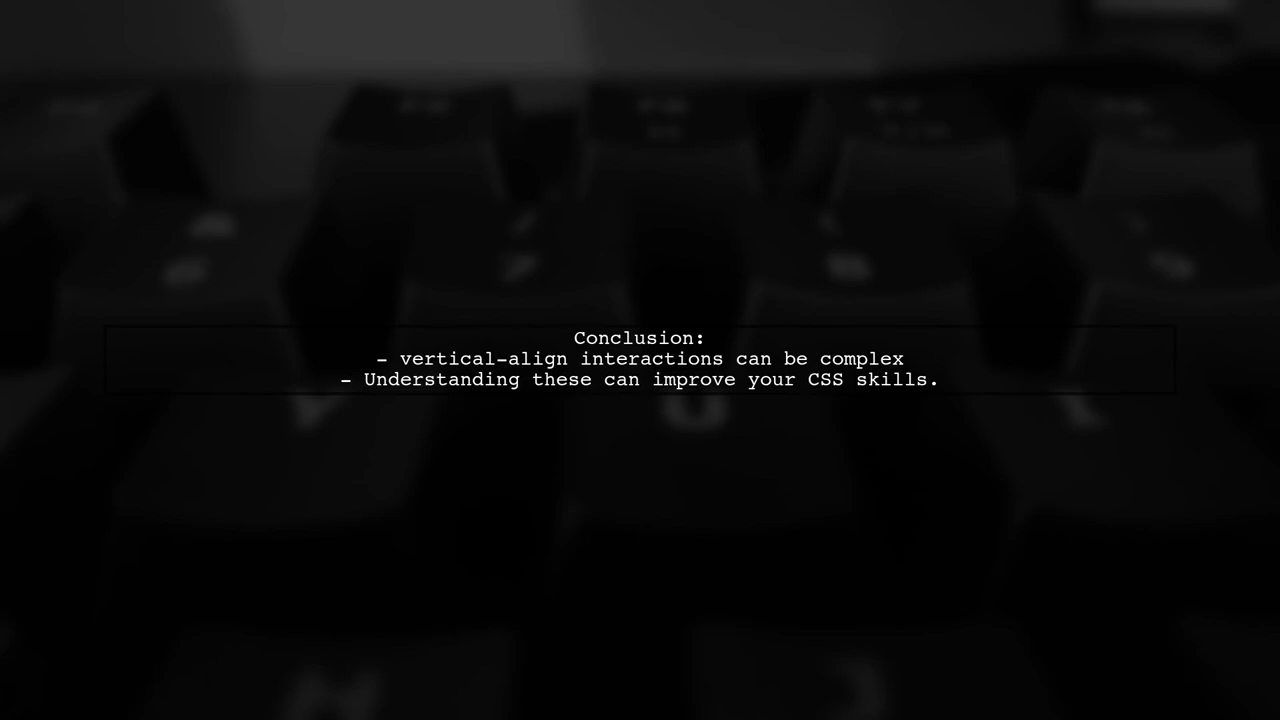 Conclusion:
- vertical-align interactions can be complex
- Understanding these can improve your CSS skills.